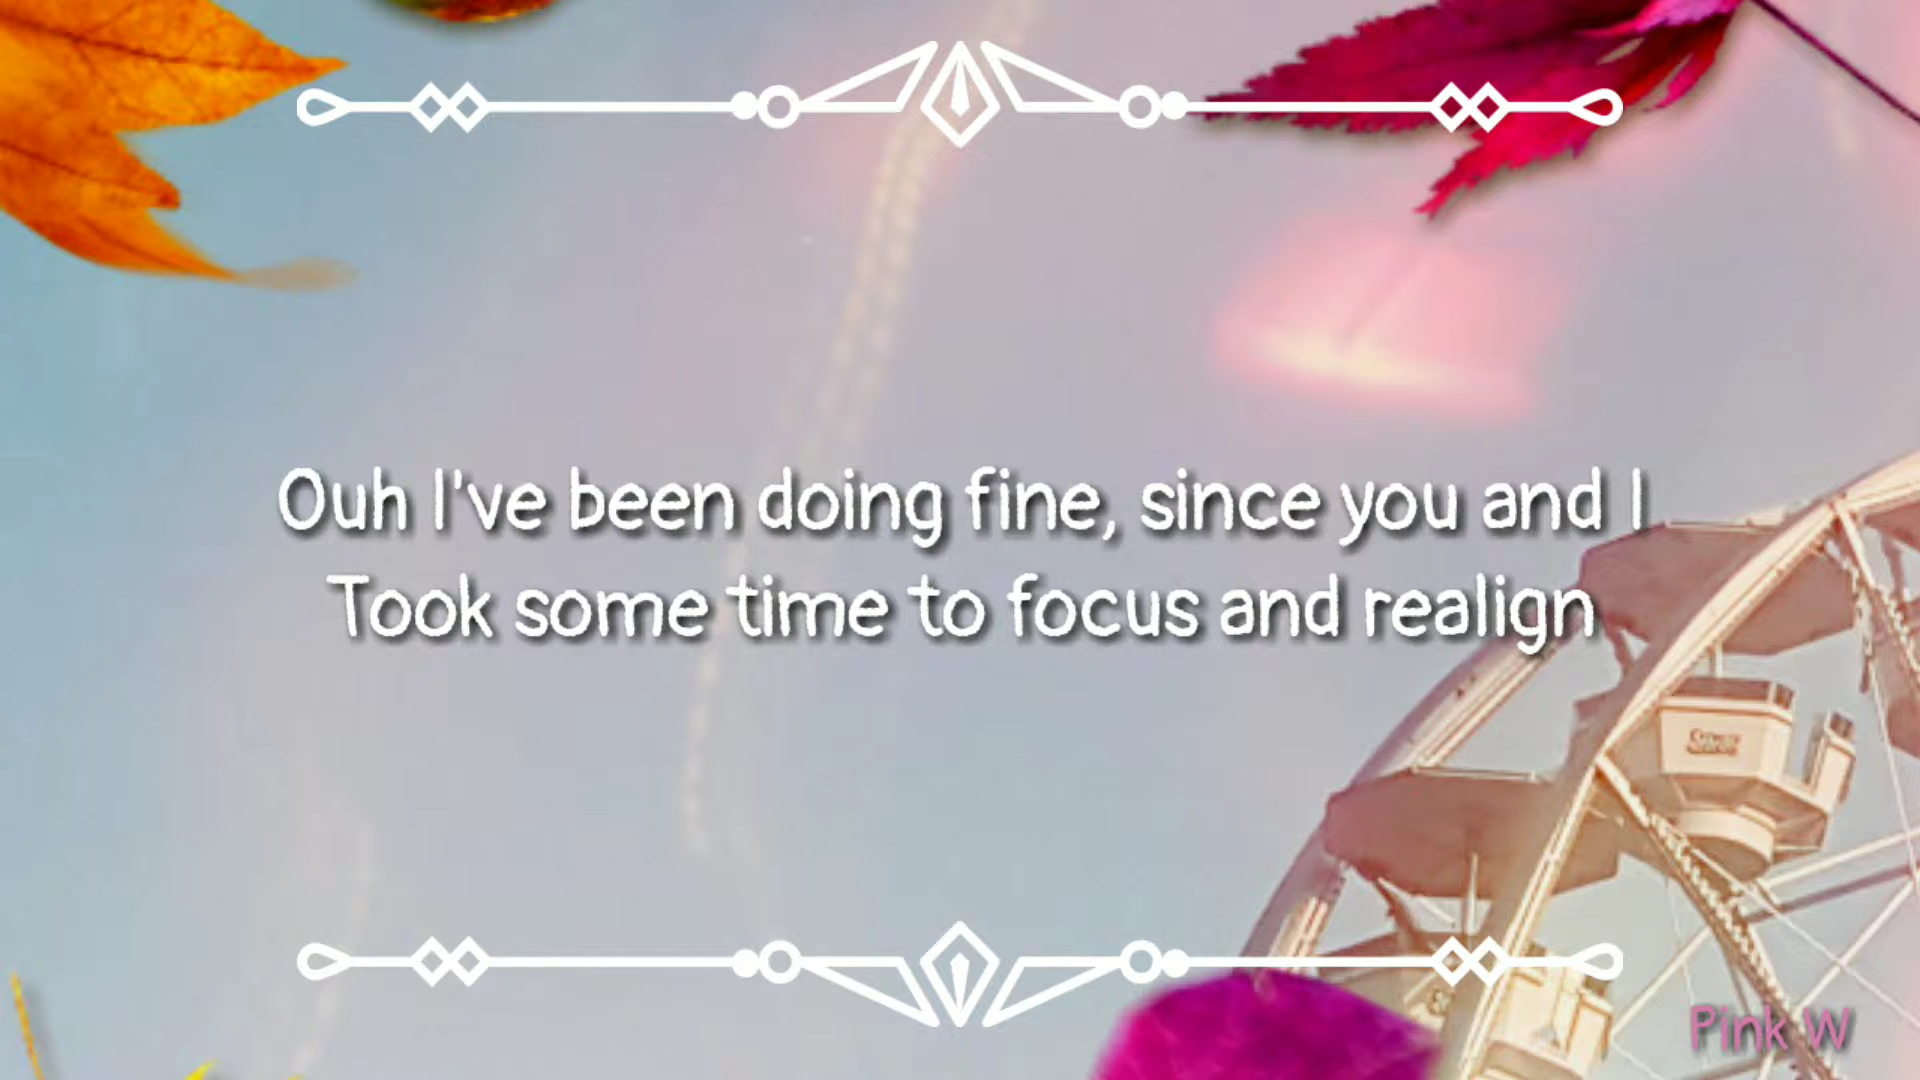 Ouh I've been doing fine, since you and I
Took some time to focus and realign
Pink W